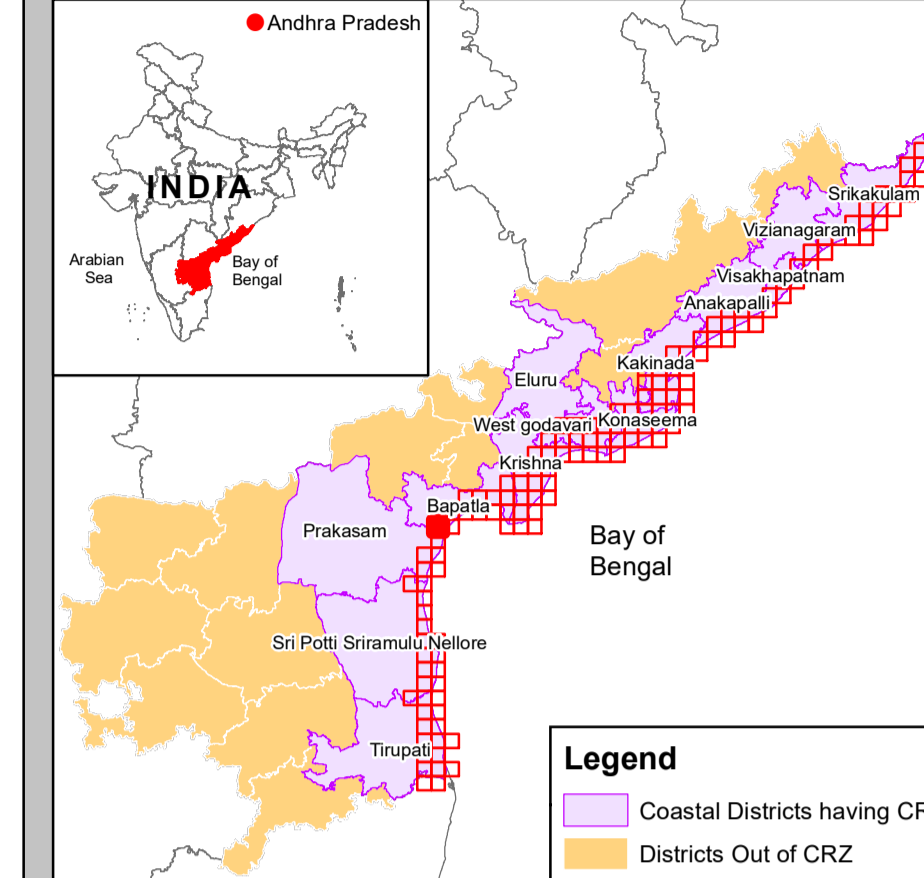 Andhra Pradesh
INDIA
Arabian
Sea
Bay of
Bengal
Srikakulam
Vizianagaram
Visakhapatnam
Anakapalli
Kakinada
Eluru
West godavari
Konaseema
Krishna
Bapatla
Prakasam
Bay of
Bengal
Sri Potti Sriramulu Nellore
Tirupati
Legend
Coastal Districts having CR
Districts Out of CRZ